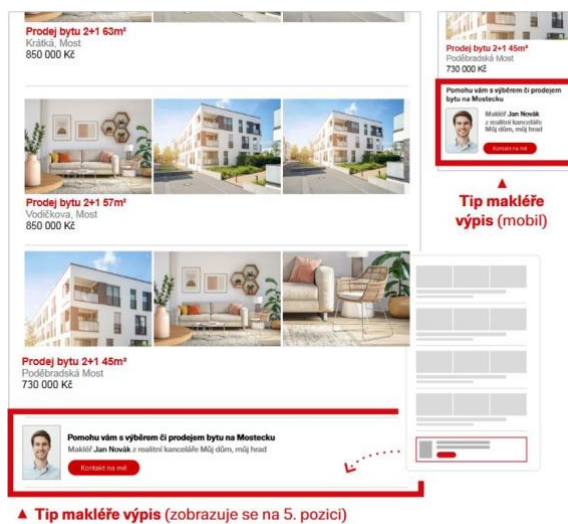 Prodej bytu 2+1 63m²
Krátká, Most
850 000 Kč
Prodej bytu 2+1 57m²
Vodičkova, Most
850 000 Kč
Prodej bytu 2+1 45m²
Poděbradská Most
730 000 Kč
Pomohu vám s výběrem či prodejem bytu na Mostecku
Makléř Jan Novák z realitní kanceláře Můj dům, můj hrad
Kontakt na mě
▲ Tip makléře výpis (zobrazuje se na 5. pozici)
Prodej bytu 2+1 45m²
Poděbradská Most
730 000 Kč
Pomohu vám s výběrem či prodejem
bytu na Mostecku
Makléř Jan Novák
z realitní kanceláře
Můj dům, můj hrad
Kontakt na mě
▲
Tip makléře
výpis (mobil)